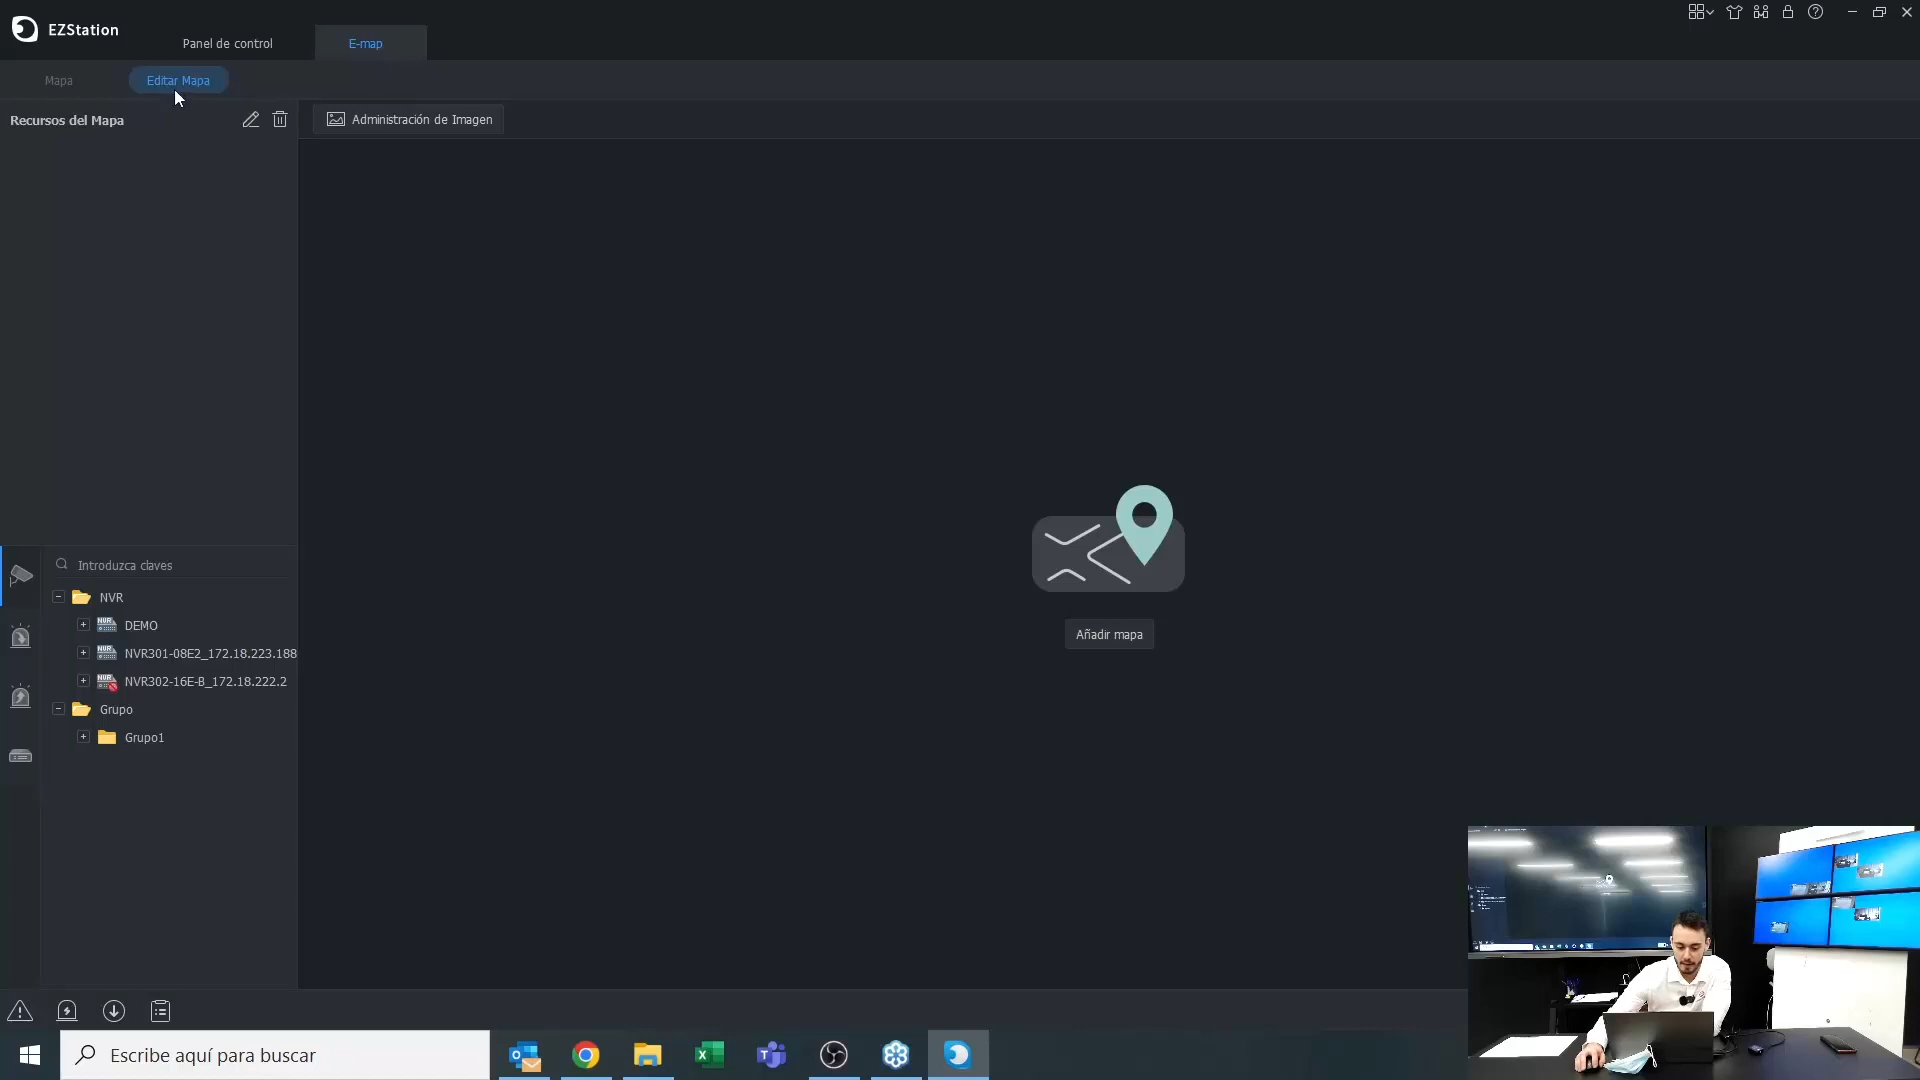 EZStation
Panel de control
E-map
Mapa
Editar Mapa
Recursos del Mapa
Administración de Imagen
Introduzca claves
NVR
DEMO
NVR301-08E2_172.18.223.188
NVR302-16E-B_172.18.222.2
Grupo
Grupo1
Añadir mapa
Escribe aquí para buscar